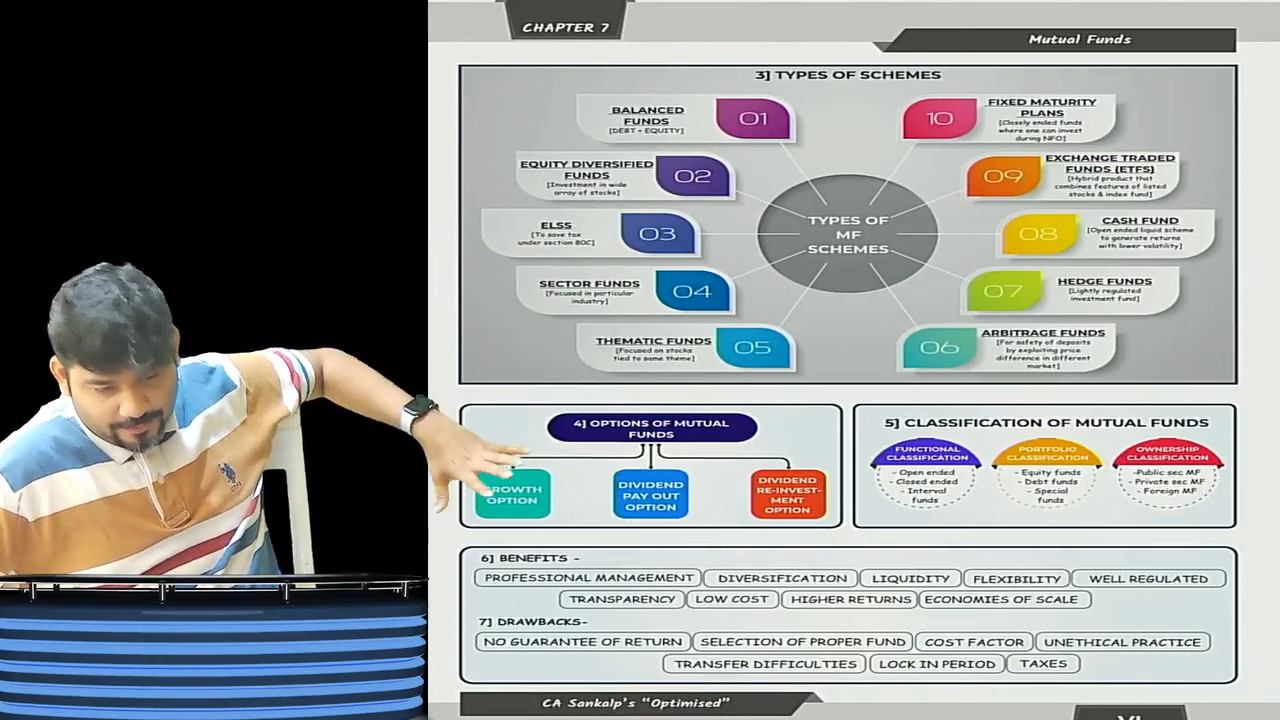 CHAPTER 7
Mutual Funds
3] TYPES OF SCHEMES
BALANCED
FUNDS
[DEBT + EQUITY]
01
EQUITY DIVERSIFIED
FUNDS
[Investment in wide
array of stocks]
02
ELSS
[To save tax
under section 80C]
03
SECTOR FUNDS
[Focused in particular
industry]
04
THEMATIC FUNDS
[Focused on stocks
tied to same theme]
05
TYPES OF
MF
SCHEMES
10
FIXED MATURITY
PLANS
[Closely ended funds
where one can invest
during NFO]
09
EXCHANGE TRADED
FUNDS (ETFS)
[Hybrid product that
combines features of listed
stocks & index fund]
08
CASH FUND
[Open ended liquid scheme
to generate returns
with lower volatility]
07
HEDGE FUNDS
[Lightly regulated
investment fund]
06
ARBITRAGE FUNDS
[For safety of deposits
by exploiting price
difference in different
market]
4] OPTIONS OF MUTUAL
FUNDS
OPTION
DIVIDEND
PAY OUT
OPTION
DIVIDEND
RE-INVEST-
MENT
OPTION
5] CLASSIFICATION OF MUTUAL FUNDS
FUNCTIONAL
CLASSIFICATION
- Open ended
- Closed ended
- Interval
funds
PORTFOLIO
CLASSIFICATION
- Equity funds
- Debt funds
- Special
funds
OWNERSHIP
CLASSIFICATION
-Public sec MF
- Private sec MF
- Foreign MF
6] BENEFITS -
PROFESSIONAL MANAGEMENT DIVERSIFICATION LIQUIDITY FLEXIBILITY WELL REGULATED
TRANSPARENCY LOW COST HIGHER RETURNS ECONOMIES OF SCALE
7] DRAWBACKS-
NO GUARANTEE OF RETURN SELECTION OF PROPER FUND COST FACTOR UNETHICAL PRACTICE
TRANSFER DIFFICULTIES LOCK IN PERIOD TAXES
CA Sankalp's "Optimised"